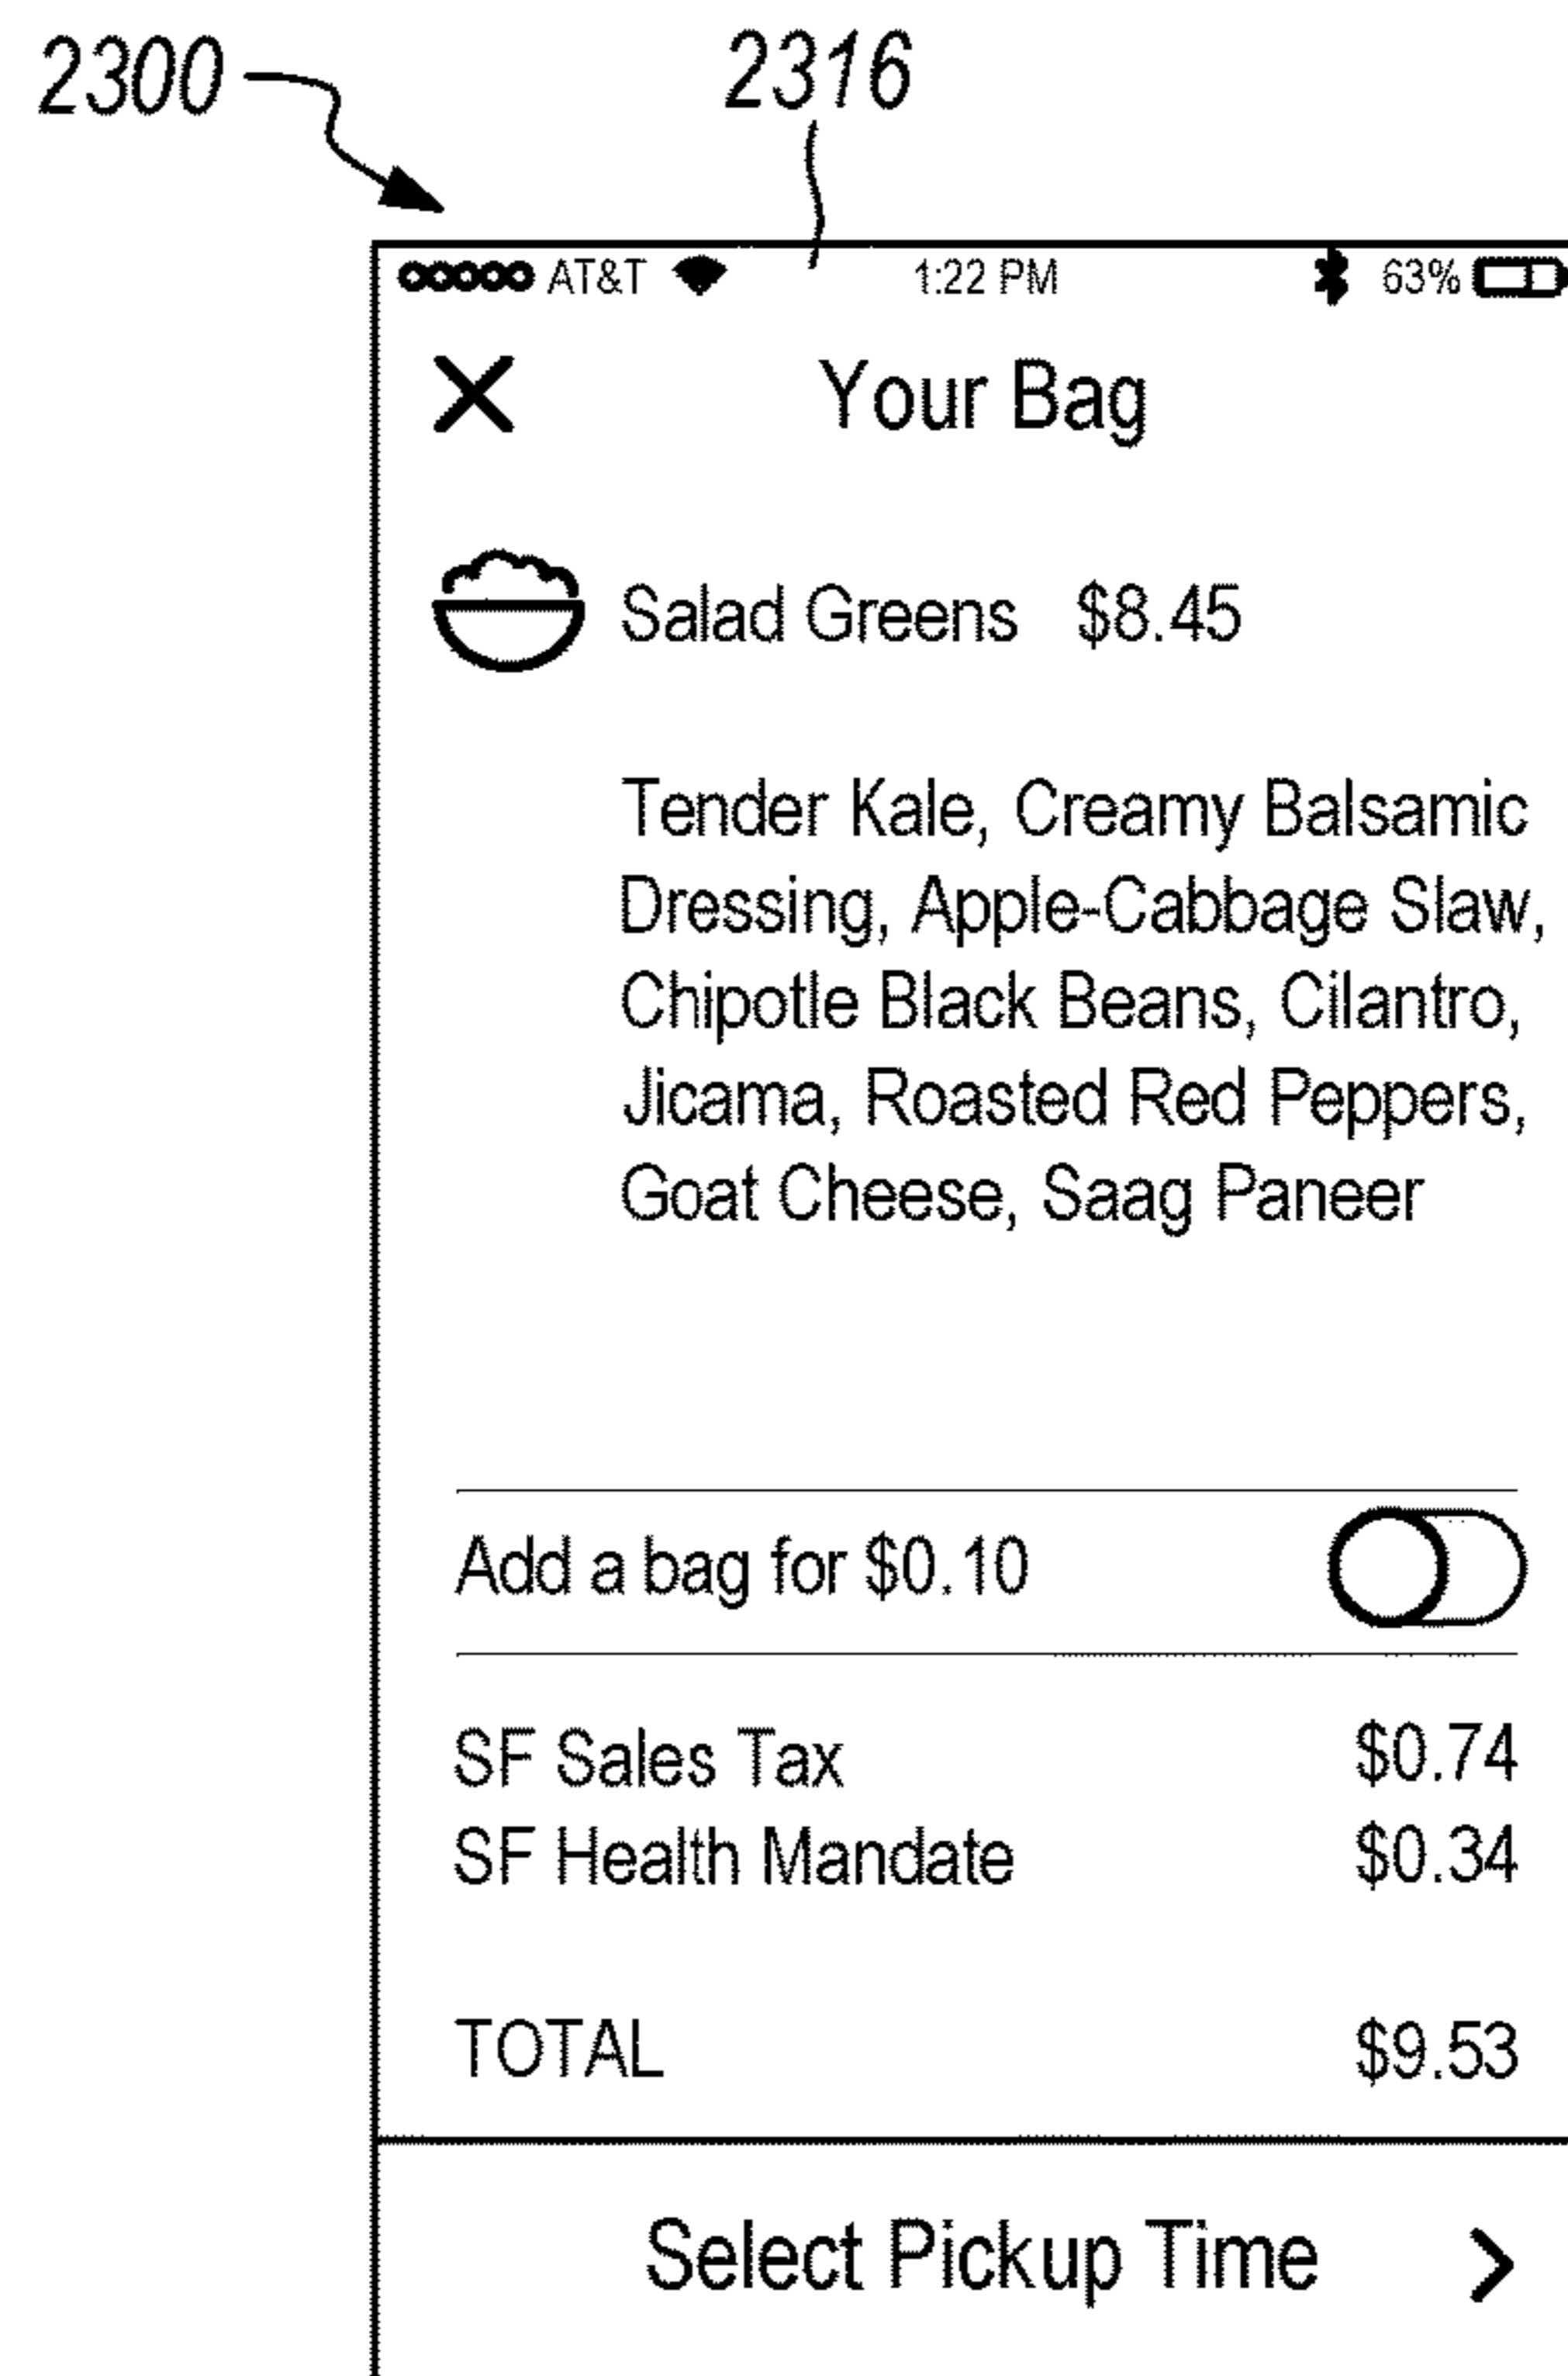 2300
2316
AT&T 1:22 PM 63%
Your Bag
Salad Greens $8.45
Tender Kale, Creamy Balsamic
Dressing, Apple-Cabbage Slaw,
Chipotle Black Beans, Cilantro,
Jicama, Roasted Red Peppers,
Goat Cheese, Saag Paneer
Add a bag for $0.10
SF Sales Tax $0.74
SF Health Mandate $0.34
TOTAL $9.53
Select Pickup Time >